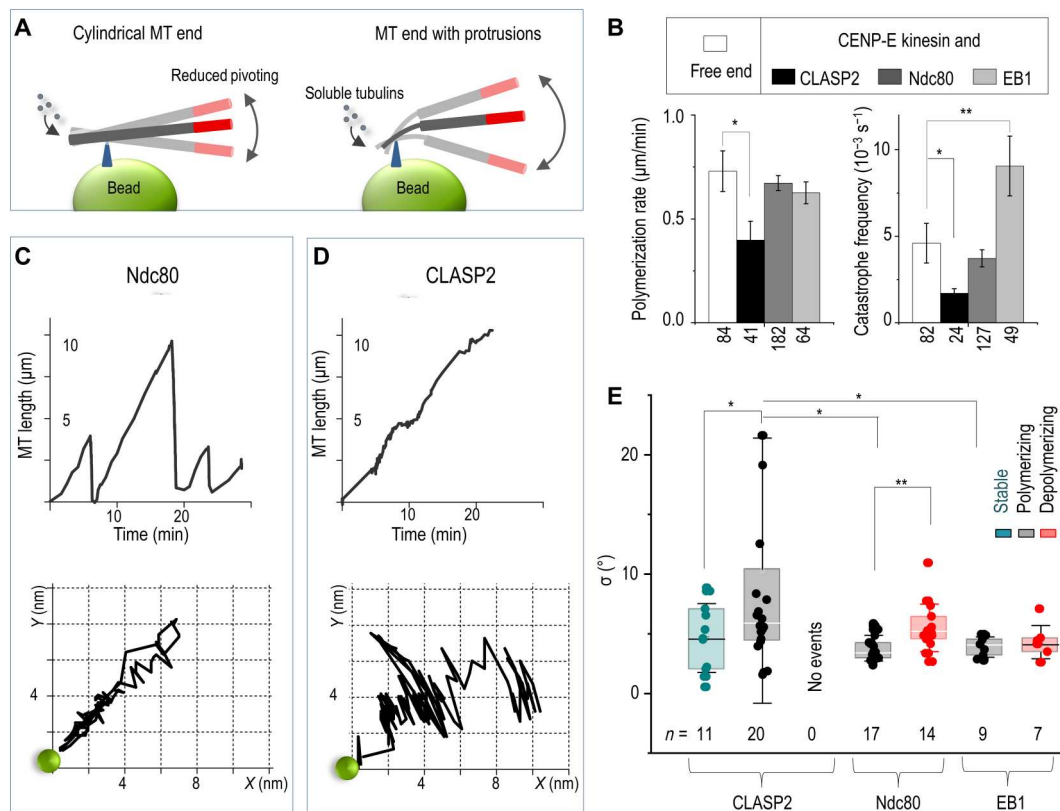 A
Cylindrical MT end
MT end with protrusions
Reduced pivoting
Soluble tubulins
Bead
Bead
B
Free end
CENP-E kinesin and
CLASP2
Ndc80
EB1
Polymerization rate (μm/min)
1.0
0.5
0.0
84
41
182
64
*
Catastrophe frequency (10⁻³ s⁻¹)
10
5
0
82
24
127
49
*
**
C
Ndc80
MT length (μm)
10
5
10 20
Time (min)
Y (nm)
4
4 8 X (nm)
D
CLASP2
MT length (μm)
10
5
10 20
Time (min)
Y (nm)
4
4 8 X (nm)
E
*
*
*
**
Stable
Polymerizing
Depolymerizing
σ (°)
20
10
0
No events
n = 11 20 0 17 14 9 7
CLASP2 Ndc80 EB1